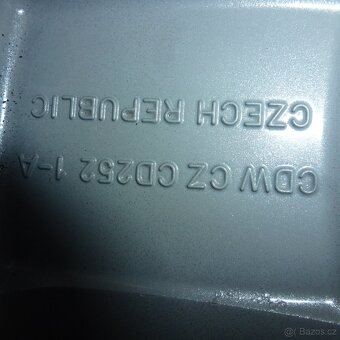 CDW CZ CD252 1-A
CZECH REPUBLIC
© Bazos.cz